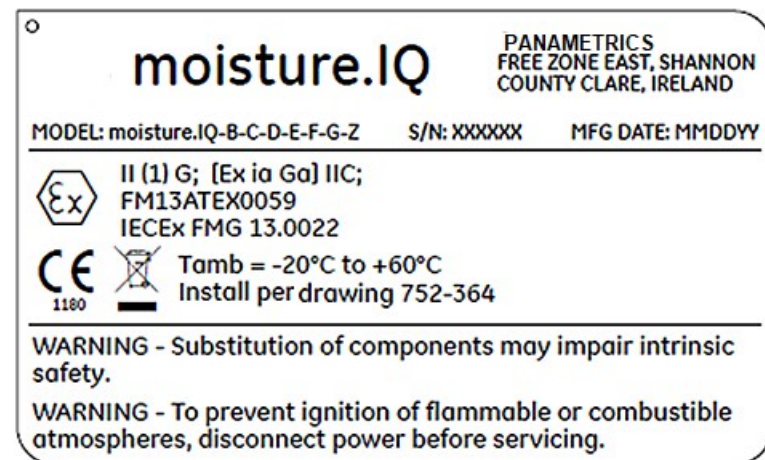 moisture.IQ
PANAMETRICS
FREE ZONE EAST, SHANNON
COUNTY CLARE, IRELAND
MODEL: moisture.IQ-B-C-D-E-F-G-Z S/N: XXXXXX MFG DATE: MMDDYY
Ex
II (1) G; [Ex ia Ga] IIC;
FM13ATEX0059
IECEx FMG 13.0022
CE
1180
Tamb = -20°C to +60°C
Install per drawing 752-364
WARNING - Substitution of components may impair intrinsic
safety.
WARNING - To prevent ignition of flammable or combustible
atmospheres, disconnect power before servicing.